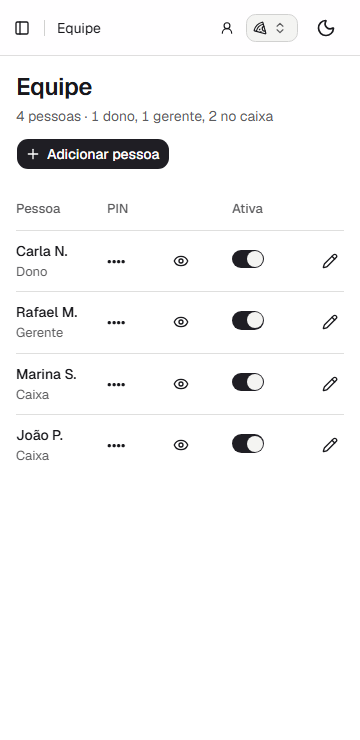 Equipe
Equipe
4 pessoas · 1 dono, 1 gerente, 2 no caixa
Adicionar pessoa
Pessoa PIN Ativa
Carla N.
Dono
••••
Rafael M.
Gerente
••••
Marina S.
Caixa
••••
João P.
Caixa
••••